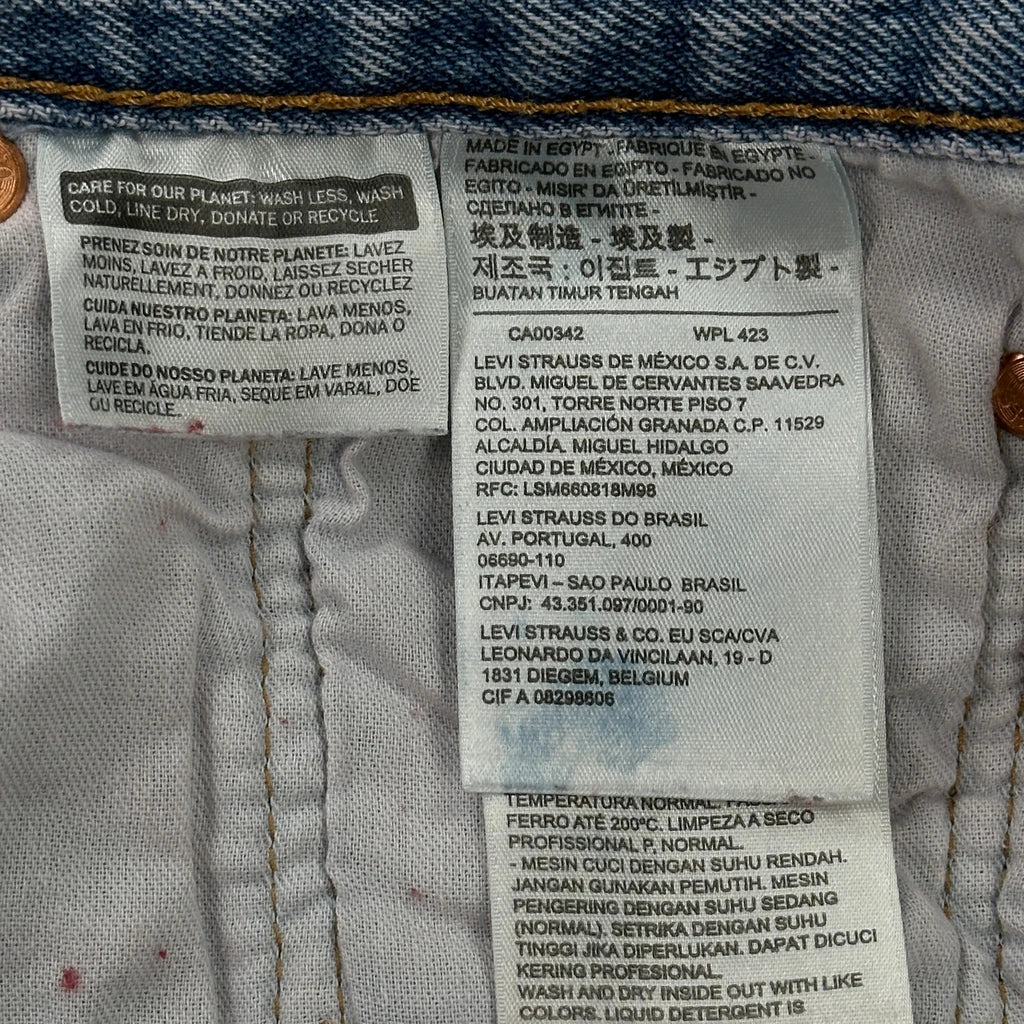 CARE FOR OUR PLANET: WASH LESS, WASH
COLD, LINE DRY, DONATE OR RECYCLE
PRENEZ SOIN DE NOTRE PLANETE: LAVEZ
MOINS, LAVEZ A FROID, LAISSEZ SECHER
NATURELLEMENT, DONNEZ OU RECYCLEZ
CUIDA NUESTRO PLANETA: LAVA MENOS,
LAVA EN FRIO, TIENDE LA ROPA, DONA O
RECICLA.
CUIDE DO NOSSO PLANETA: LAVE MENOS,
LAVE EM ÁGUA FRIA, SEQUE EM VARAL, DOE
OU RECICLE.
MADE IN EGYPT - FABRIQUÉ EN EGYPTE -
FABRICADO EN EGIPTO - FABRICADO NO
EGITO - MISIR' DA ÜRETİLMİŞTİR -
СДЕЛАНО В ЕГИПТЕ -
埃及制造 - 埃及製 -
제조국 : 이집트 - エジプト製 -
BUATAN TIMUR TENGAH
CA00342 WPL 423
LEVI STRAUSS DE MÉXICO S.A. DE C.V.
BLVD. MIGUEL DE CERVANTES SAAVEDRA
NO. 301, TORRE NORTE PISO 7
COL. AMPLIACIÓN GRANADA C.P. 11529
ALCALDÍA. MIGUEL HIDALGO
CIUDAD DE MÉXICO, MÉXICO
RFC: LSM660818M98
LEVI STRAUSS DO BRASIL
AV. PORTUGAL, 400
06690-110
ITAPEVI – SAO PAULO BRASIL
CNPJ: 43.351.097/0001-90
LEVI STRAUSS & CO. EU SCA/CVA
LEONARDO DA VINCILAAN, 19 - D
1831 DIEGEM, BELGIUM
CIF A 08298606
TEMPERATURA NORMAL.
FERRO ATÉ 200ºC. LIMPEZA A SECO
PROFISSIONAL P, NORMAL.
- MESIN CUCI DENGAN SUHU RENDAH.
JANGAN GUNAKAN PEMUTIH. MESIN
PENGERING DENGAN SUHU SEDANG
(NORMAL). SETRIKA DENGAN SUHU
TINGGI JIKA DIPERLUKAN. DAPAT DICUCI
KERING PROFESIONAL.
WASH AND DRY INSIDE OUT WITH LIKE
COLORS. LIQUID DETERGENT IS